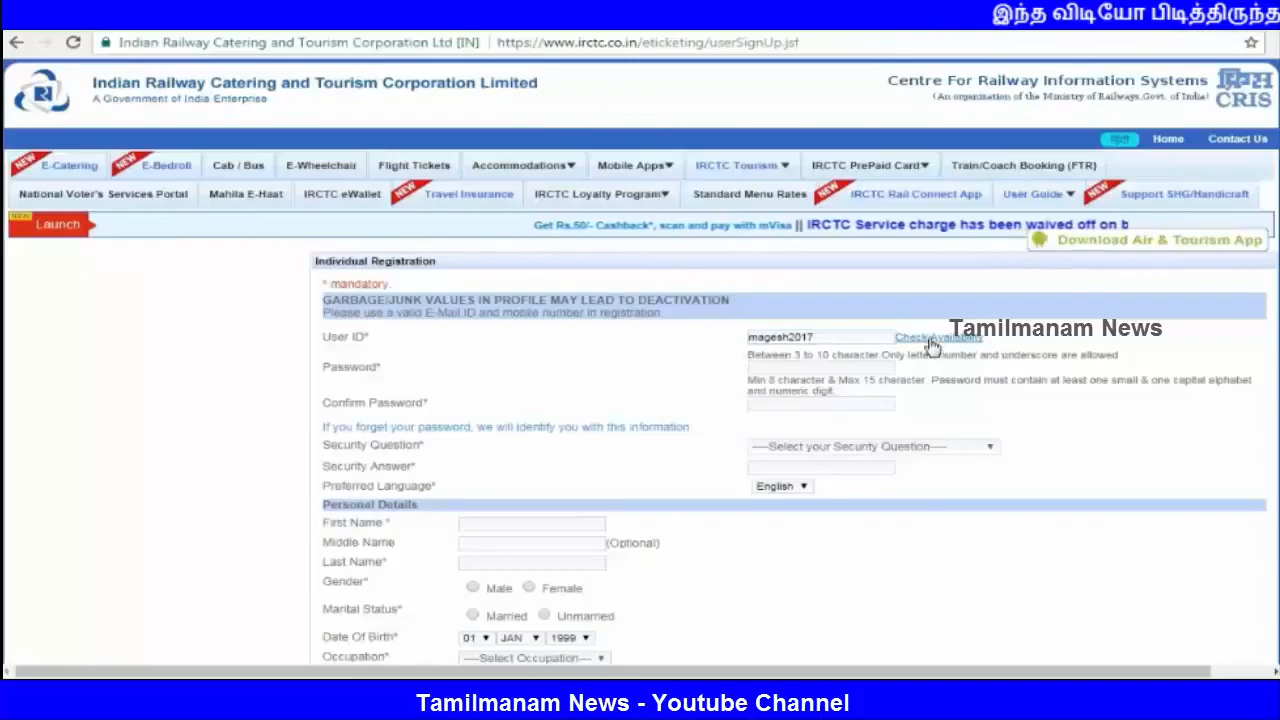 இந்த விடியோ பிடித்திருந்த
Indian Railway Catering and Tourism Corporation Ltd [IN] | https://www.irctc.co.in/eticketing/userSignUp.jsf
Indian Railway Catering and Tourism Corporation Limited
A Government of India Enterprise
Centre For Railway Information Systems
(An organisation of the Ministry of Railways,Govt. of India)
CRIS
हिंदी Home Contact Us
NEW E-Catering NEW E-Bedroll Cab / Bus E-Wheelchair Flight Tickets Accommodations▼ Mobile Apps▼ IRCTC Tourism ▼ IRCTC PrePaid Card▼ Train/Coach Booking (FTR)
National Voter's Services Portal Mahila E-Haat IRCTC eWallet NEW Travel Insurance IRCTC Loyalty Program▼ Standard Menu Rates NEW IRCTC Rail Connect App User Guide ▼ NEW Support SHG/Handicraft
NEW Launch Get Rs.50/- Cashback*, scan and pay with mVisa || IRCTC Service charge has been waived off on b
Download Air & Tourism App
Individual Registration
* mandatory.
GARBAGE/JUNK VALUES IN PROFILE MAY LEAD TO DEACTIVATION
Please use a valid E-Mail ID and mobile number in registration.
Tamilmanam News
User ID* magesh2017 Check Availability
Between 3 to 10 character.Only letter number and underscore are allowed
Password*
Min 8 character & Max 15 character. Password must contain at least one small & one capital alphabet
and numeric digit.
Confirm Password*
If you forget your password, we will identify you with this information
Security Question* ----Select your Security Question---- ▼
Security Answer*
Preferred Language* English ▼
Personal Details
First Name *
Middle Name (Optional)
Last Name*
Gender* Male Female
Marital Status* Married Unmarried
Date Of Birth* 01 ▼ JAN ▼ 1999 ▼
Occupation* ----Select Occupation--- ▼
Tamilmanam News - Youtube Channel